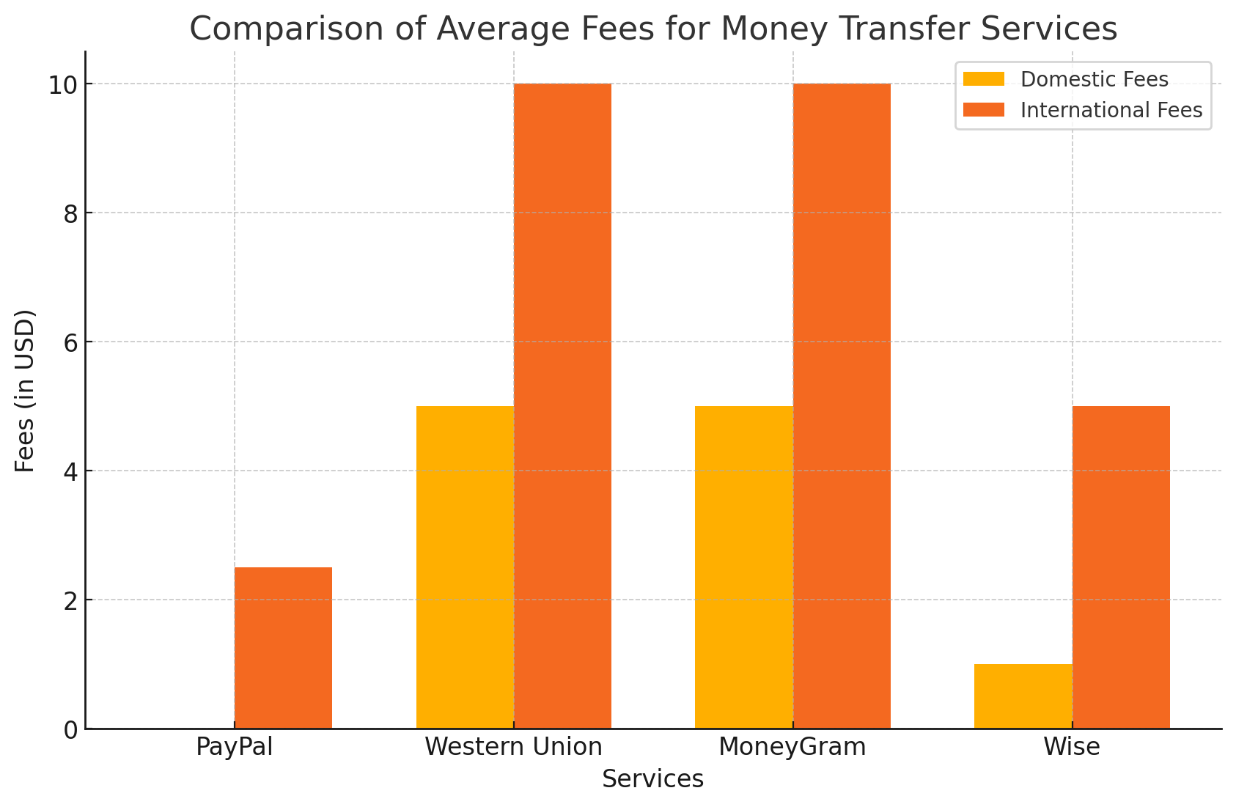 Comparison of Average Fees for Money Transfer Services
Domestic Fees
International Fees
Fees (in USD)
10
8
6
4
2
0
PayPal Western Union MoneyGram Wise
Services